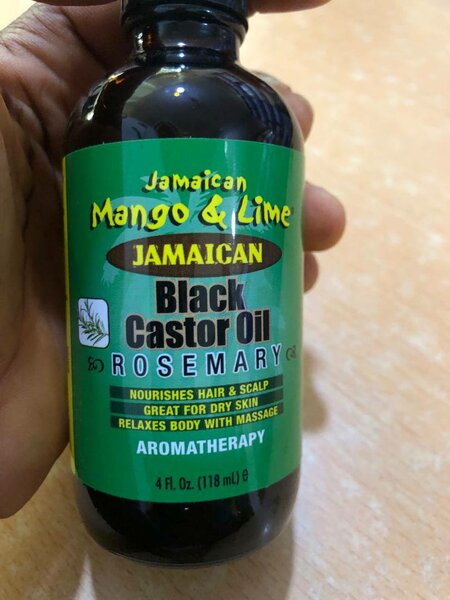 Jamaican
Mango & Lime
JAMAICAN
Black
Castor Oil
ROSEMARY
NOURISHES HAIR & SCALP
GREAT FOR DRY SKIN
RELAXES BODY WITH MASSAGE
AROMATHERAPY
4 Fl. Oz. (118 mL) ℮